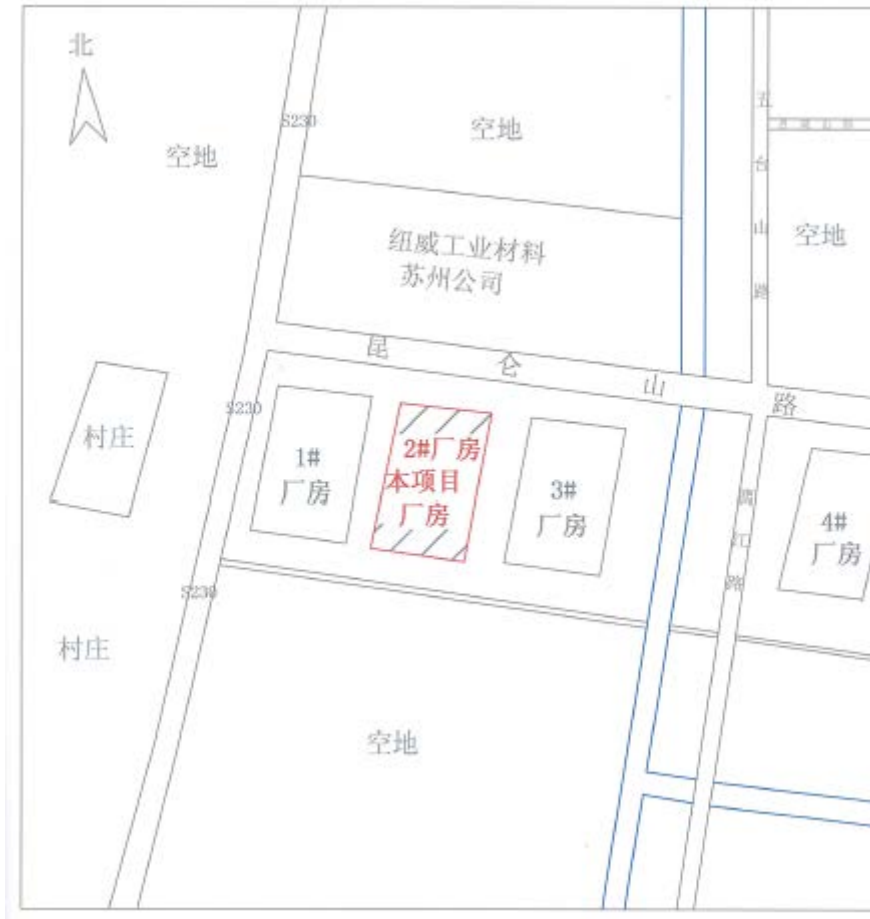 北
S230
空地
空地
五台山路
空地
纽威工业材料
苏州公司
昆仑山路
村庄
S230
1#
厂房
2#厂房
本项目
厂房
3#
厂房
4#
厂房
S230
村庄
空地